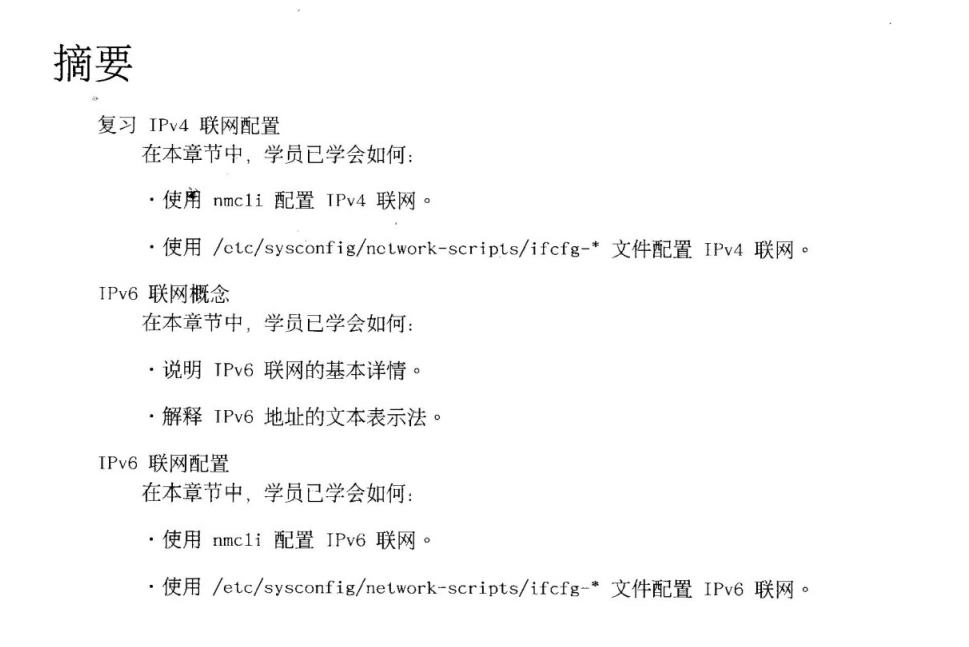 摘要
复习 IPv4 联网配置
在本章节中，学员已学会如何:
· 使用 nmcli 配置 IPv4 联网。
· 使用 /etc/sysconfig/network-scripts/ifcfg-* 文件配置 IPv4 联网。
IPv6 联网概念
在本章节中，学员已学会如何:
· 说明 IPv6 联网的基本详情。
· 解释 IPv6 地址的文本表示法。
IPv6 联网配置
在本章节中，学员已学会如何:
· 使用 nmcli 配置 IPv6 联网。
· 使用 /etc/sysconfig/network-scripts/ifcfg-* 文件配置 IPv6 联网。